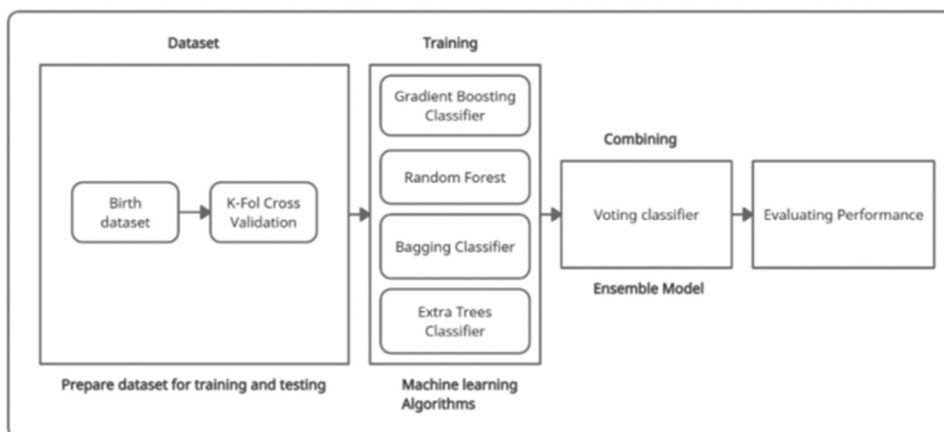 Dataset
Training
Gradient Boosting
Classifier
Combining
Random Forest
Birth
dataset
K-Fol Cross
Validation
Voting classifier
Evaluating Performance
Bagging Classifier
Ensemble Model
Extra Trees
Classifier
Prepare dataset for training and testing
Machine learning
Algorithms